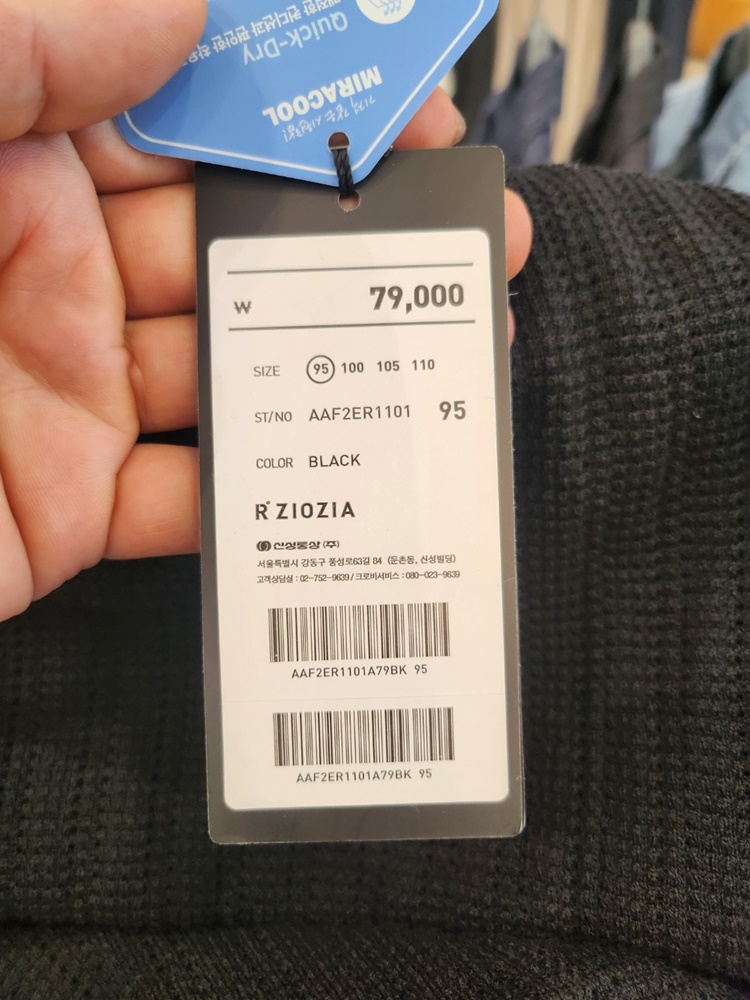 MIRACOOL
Quick-Dry
₩ 79,000
SIZE 95 100 105 110
ST/NO AAF2ER1101 95
COLOR BLACK
R° ZIOZIA
신성통상 (주)
서울특별시 강동구 풍성로63길 84 (둔촌동, 신성빌딩)
고객상담실 : 02-752-9639 / 크로비서비스 : 080-023-9639
AAF2ER1101A79BK 95
AAF2ER1101A79BK 95